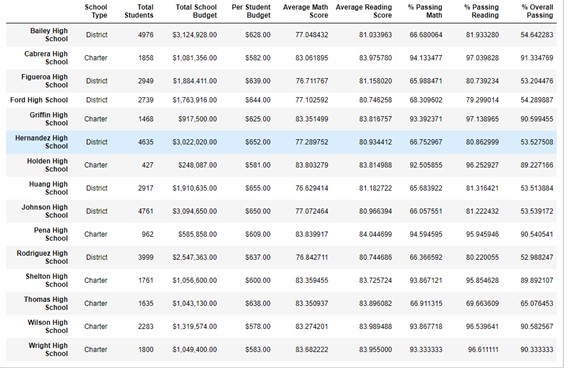 School Type Total Students Total School Budget Per Student Budget Average Math Score Average Reading Score % Passing Math % Passing Reading % Overall Passing
Bailey High School District 4976 $3,124,928.00 $628.00 77.048432 81.033963 66.680064 81.933280 54.642283
Cabrera High School Charter 1858 $1,081,356.00 $582.00 83.061895 83.975780 94.133477 97.039828 91.334769
Figueroa High School District 2949 $1,884,411.00 $639.00 76.711767 81.158020 65.988471 80.739234 53.204476
Ford High School District 2739 $1,763,916.00 $644.00 77.102592 80.746258 68.309602 79.299014 54.289887
Griffin High School Charter 1468 $917,500.00 $625.00 83.351499 83.816757 93.392371 97.138965 90.599455
Hernandez High School District 4635 $3,022,020.00 $652.00 77.289752 80.934412 66.752967 80.862999 53.527508
Holden High School Charter 427 $248,087.00 $581.00 83.803279 83.814988 92.505855 96.252927 89.227166
Huang High School District 2917 $1,910,635.00 $655.00 76.629414 81.182722 65.683922 81.316421 53.513884
Johnson High School District 4761 $3,094,650.00 $650.00 77.072464 80.966394 66.057551 81.222432 53.539172
Pena High School Charter 962 $585,858.00 $609.00 83.839917 84.044699 94.594595 95.945946 90.540541
Rodriguez High School District 3999 $2,547,363.00 $637.00 76.842711 80.744686 66.366592 80.220055 52.988247
Shelton High School Charter 1761 $1,056,600.00 $600.00 83.359455 83.725724 93.867121 95.854628 89.892107
Thomas High School Charter 1635 $1,043,130.00 $638.00 83.350937 83.896082 66.911315 69.663609 65.076453
Wilson High School Charter 2283 $1,319,574.00 $578.00 83.274201 83.989488 93.867718 96.539641 90.582567
Wright High School Charter 1800 $1,049,400.00 $583.00 83.682222 83.955000 93.333333 96.611111 90.333333